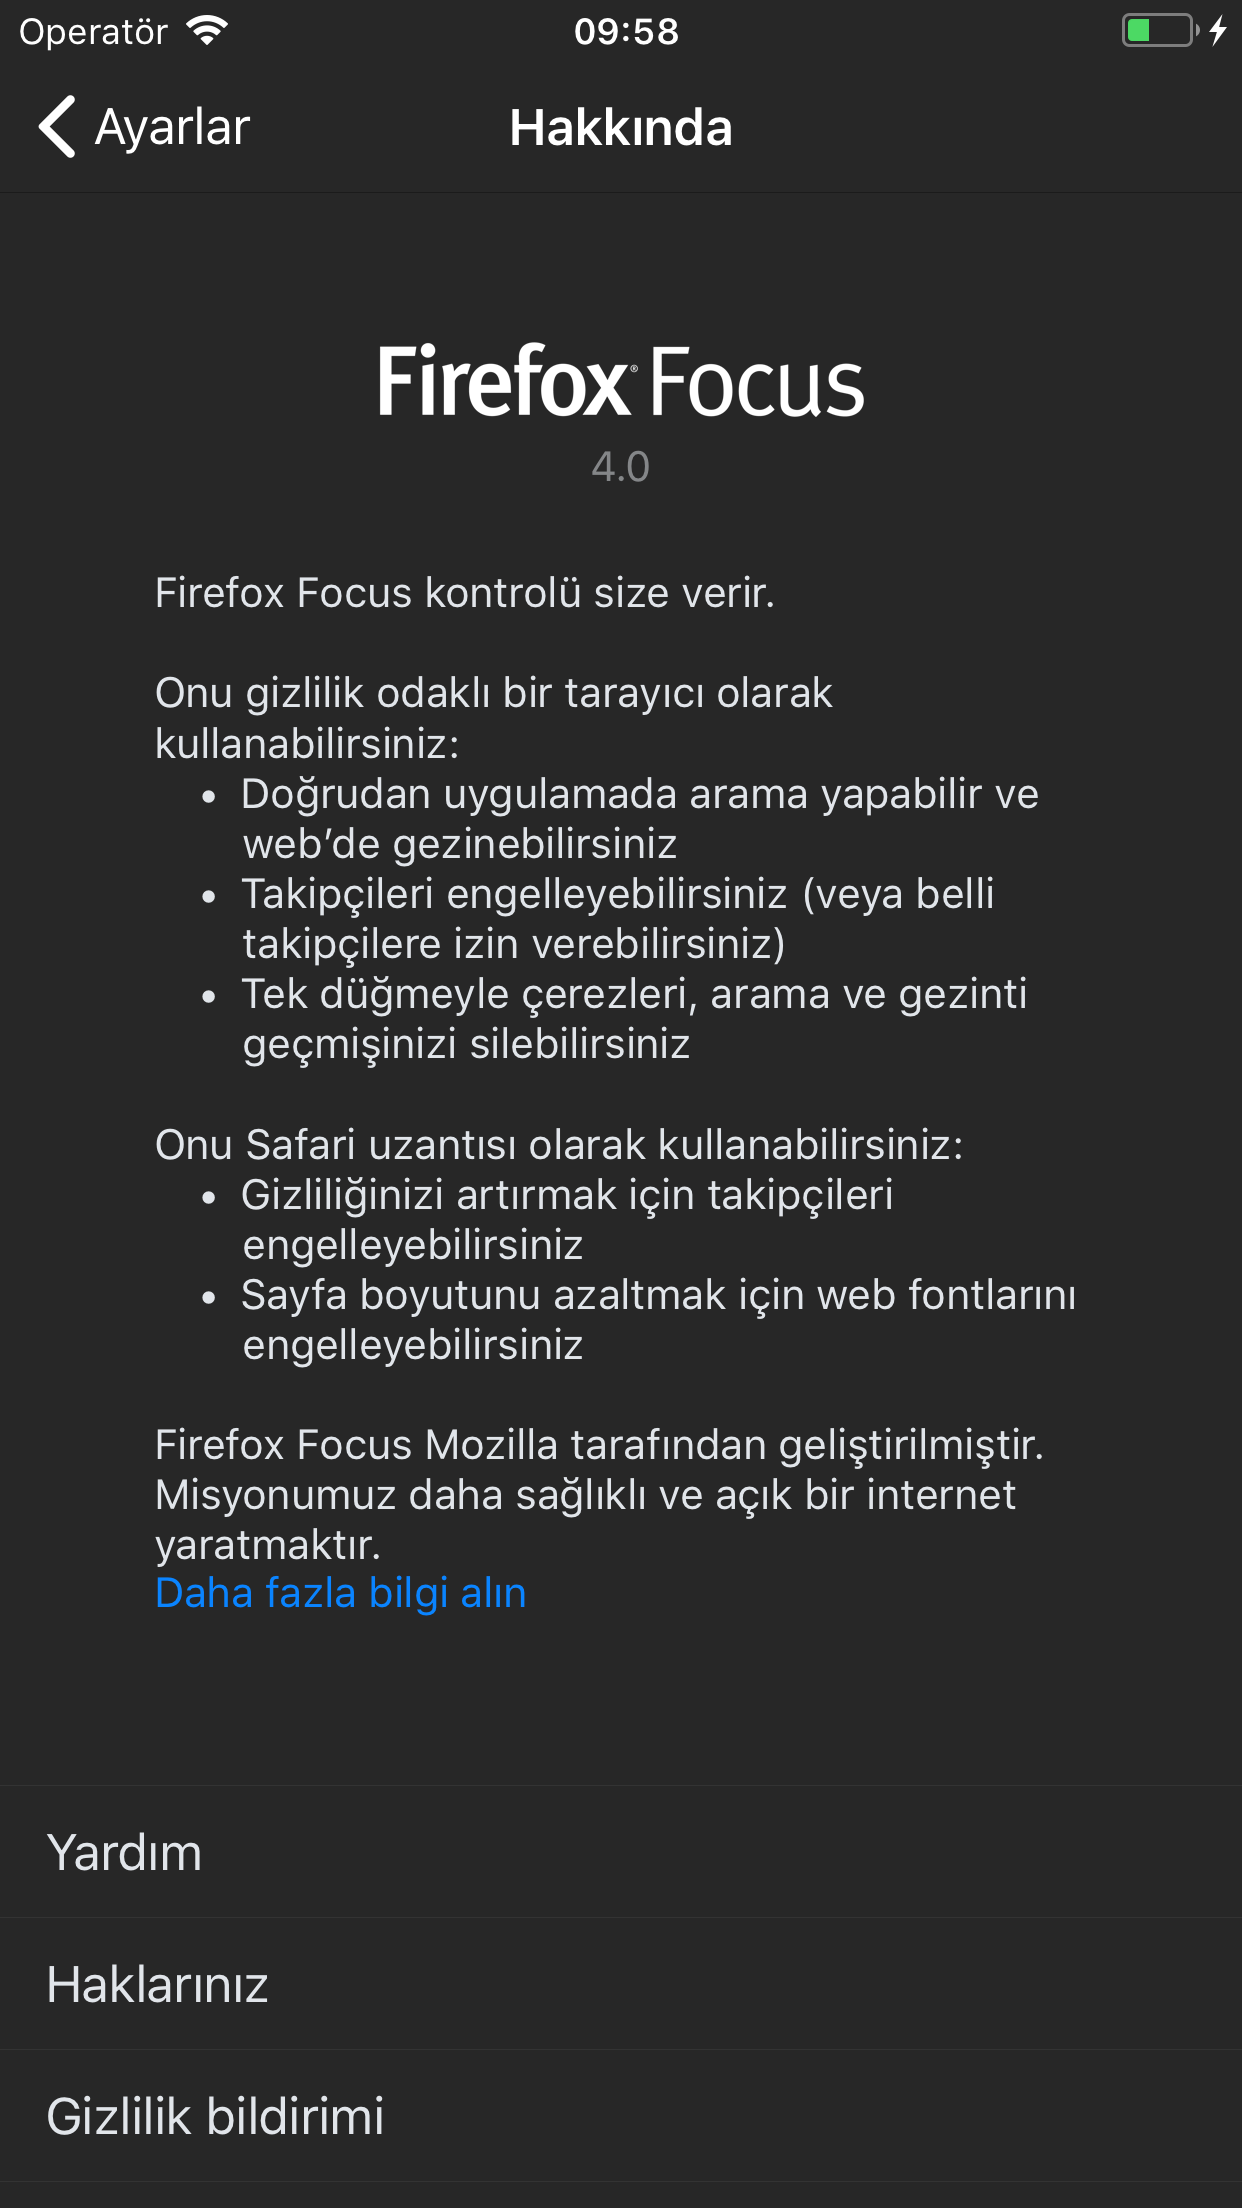 Operatör
09:58
Ayarlar
Hakkında
Firefox® Focus
4.0
Firefox Focus kontrolü size verir.
Onu gizlilik odaklı bir tarayıcı olarak
kullanabilirsiniz:
• Doğrudan uygulamada arama yapabilir ve
web’de gezinebilirsiniz
• Takipçileri engelleyebilirsiniz (veya belli
takipçilere izin verebilirsiniz)
• Tek düğmeyle çerezleri, arama ve gezinti
geçmişinizi silebilirsiniz
Onu Safari uzantısı olarak kullanabilirsiniz:
• Gizliliğinizi artırmak için takipçileri
engelleyebilirsiniz
• Sayfa boyutunu azaltmak için web fontlarını
engelleyebilirsiniz
Firefox Focus Mozilla tarafından geliştirilmiştir.
Misyonumuz daha sağlıklı ve açık bir internet
yaratmaktır.
Daha fazla bilgi alın
Yardım
Haklarınız
Gizlilik bildirimi